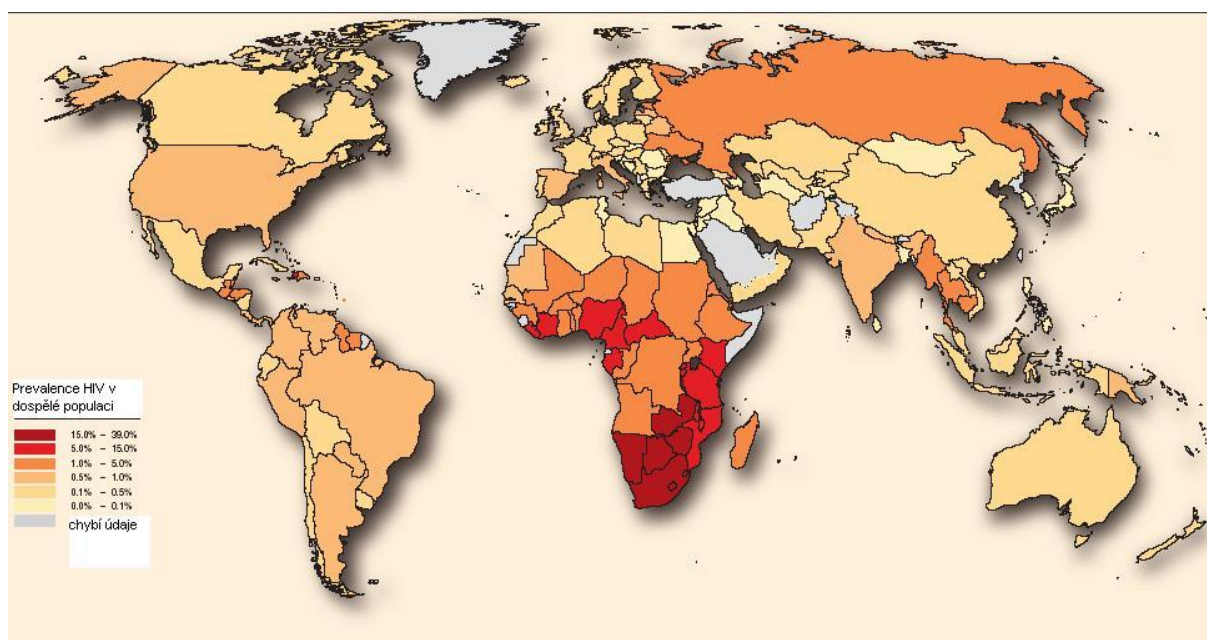 Prevalence HIV v
dospělé populaci
15.0% – 39.0%
5.0% – 15.0%
1.0% – 5.0%
0.5% – 1.0%
0.1% – 0.5%
0.0% – 0.1%
chybí údaje